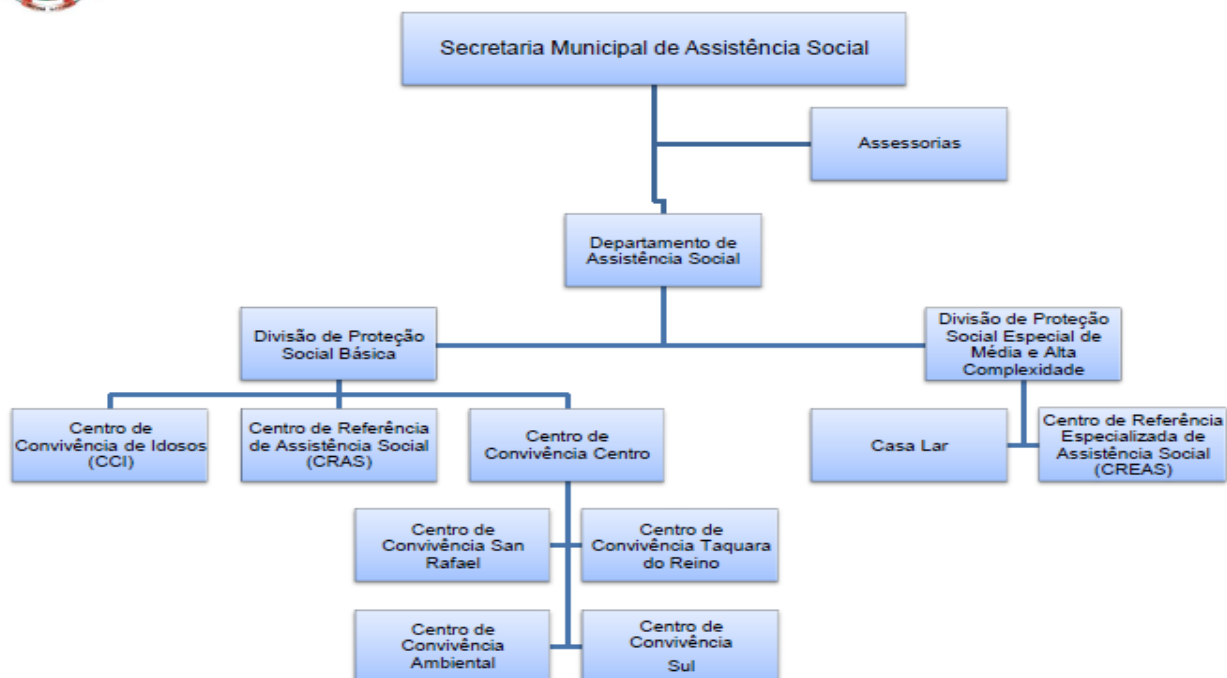 Secretaria Municipal de Assistência Social
Assessorias
Departamento de
Assistência Social
Divisão de Proteção
Social Básica
Divisão de Proteção
Social Especial de
Média e Alta
Complexidade
Centro de
Convivência de Idosos
(CCI)
Centro de Referência
de Assistência Social
(CRAS)
Centro de
Convivência Centro
Casa Lar
Centro de Referência
Especializada de
Assistência Social
(CREAS)
Centro de
Convivência San
Rafael
Centro de
Convivência Taquara
do Reino
Centro de
Convivência
Ambiental
Centro de
Convivência
Sul